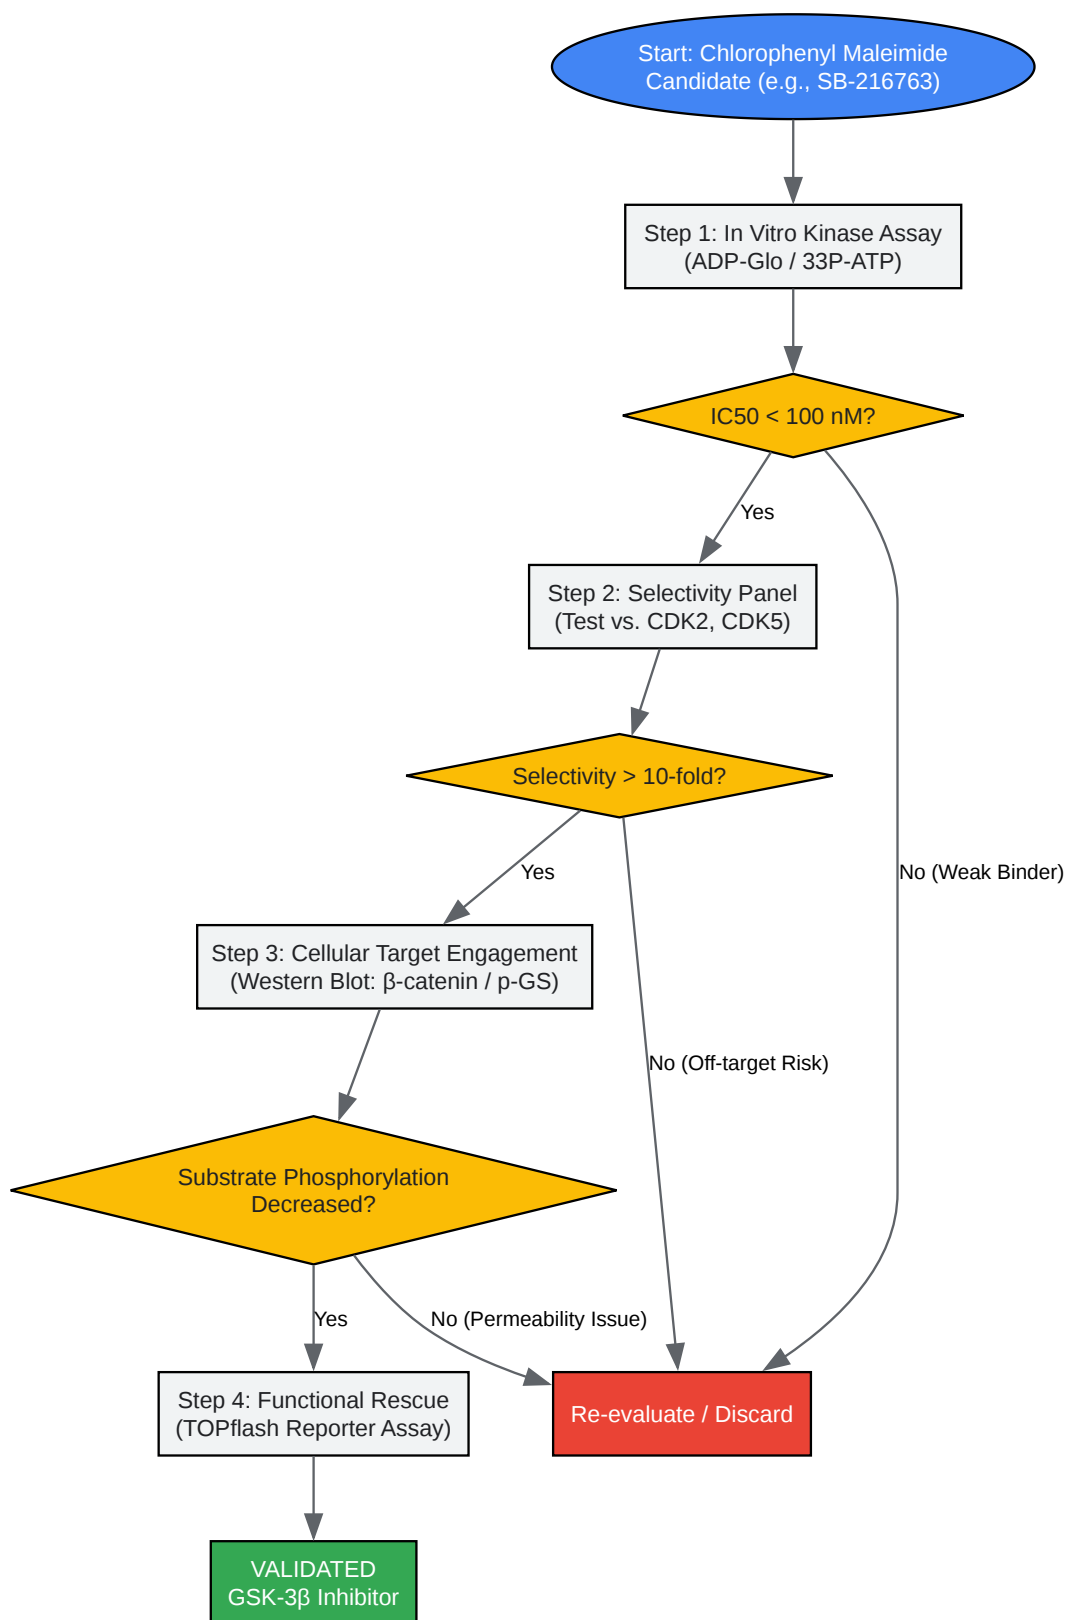 Start: Chlorophenyl Maleimide
Candidate (e.g., SB-216763)
Step 1: In Vitro Kinase Assay
(ADP-Glo / 33P-ATP)
IC50 < 100 nM?
Yes
Step 2: Selectivity Panel
(Test vs. CDK2, CDK5)
Selectivity > 10-fold?
Yes
No (Weak Binder)
Step 3: Cellular Target Engagement
(Western Blot: β-catenin / p-GS)
No (Off-target Risk)
Substrate Phosphorylation
Decreased?
Yes
No (Permeability Issue)
Step 4: Functional Rescue
(TOPflash Reporter Assay)
Re-evaluate / Discard
VALIDATED
GSK-3β Inhibitor